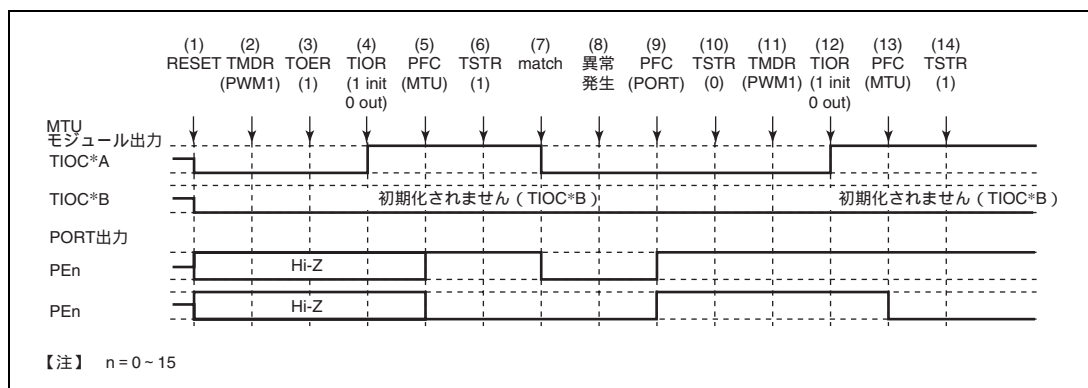 (1) (2) (3) (4) (5) (6) (7) (8) (9) (10) (11) (12) (13) (14)
RESET TMDR TOER TIOR PFC TSTR match 異常 PFC TSTR TMDR TIOR PFC TSTR
(PWM1) (1) (1 init (MTU) (1) 発生 (PORT) (0) (PWM1) (1 init (MTU) (1)
0 out) 0 out)
MTU
モジュール出力
TIOC*A
TIOC*B 初期化されません(TIOC*B) 初期化されません(TIOC*B)
PORT出力
PEn Hi-Z
PEn Hi-Z
【注】 n = 0 ~ 15